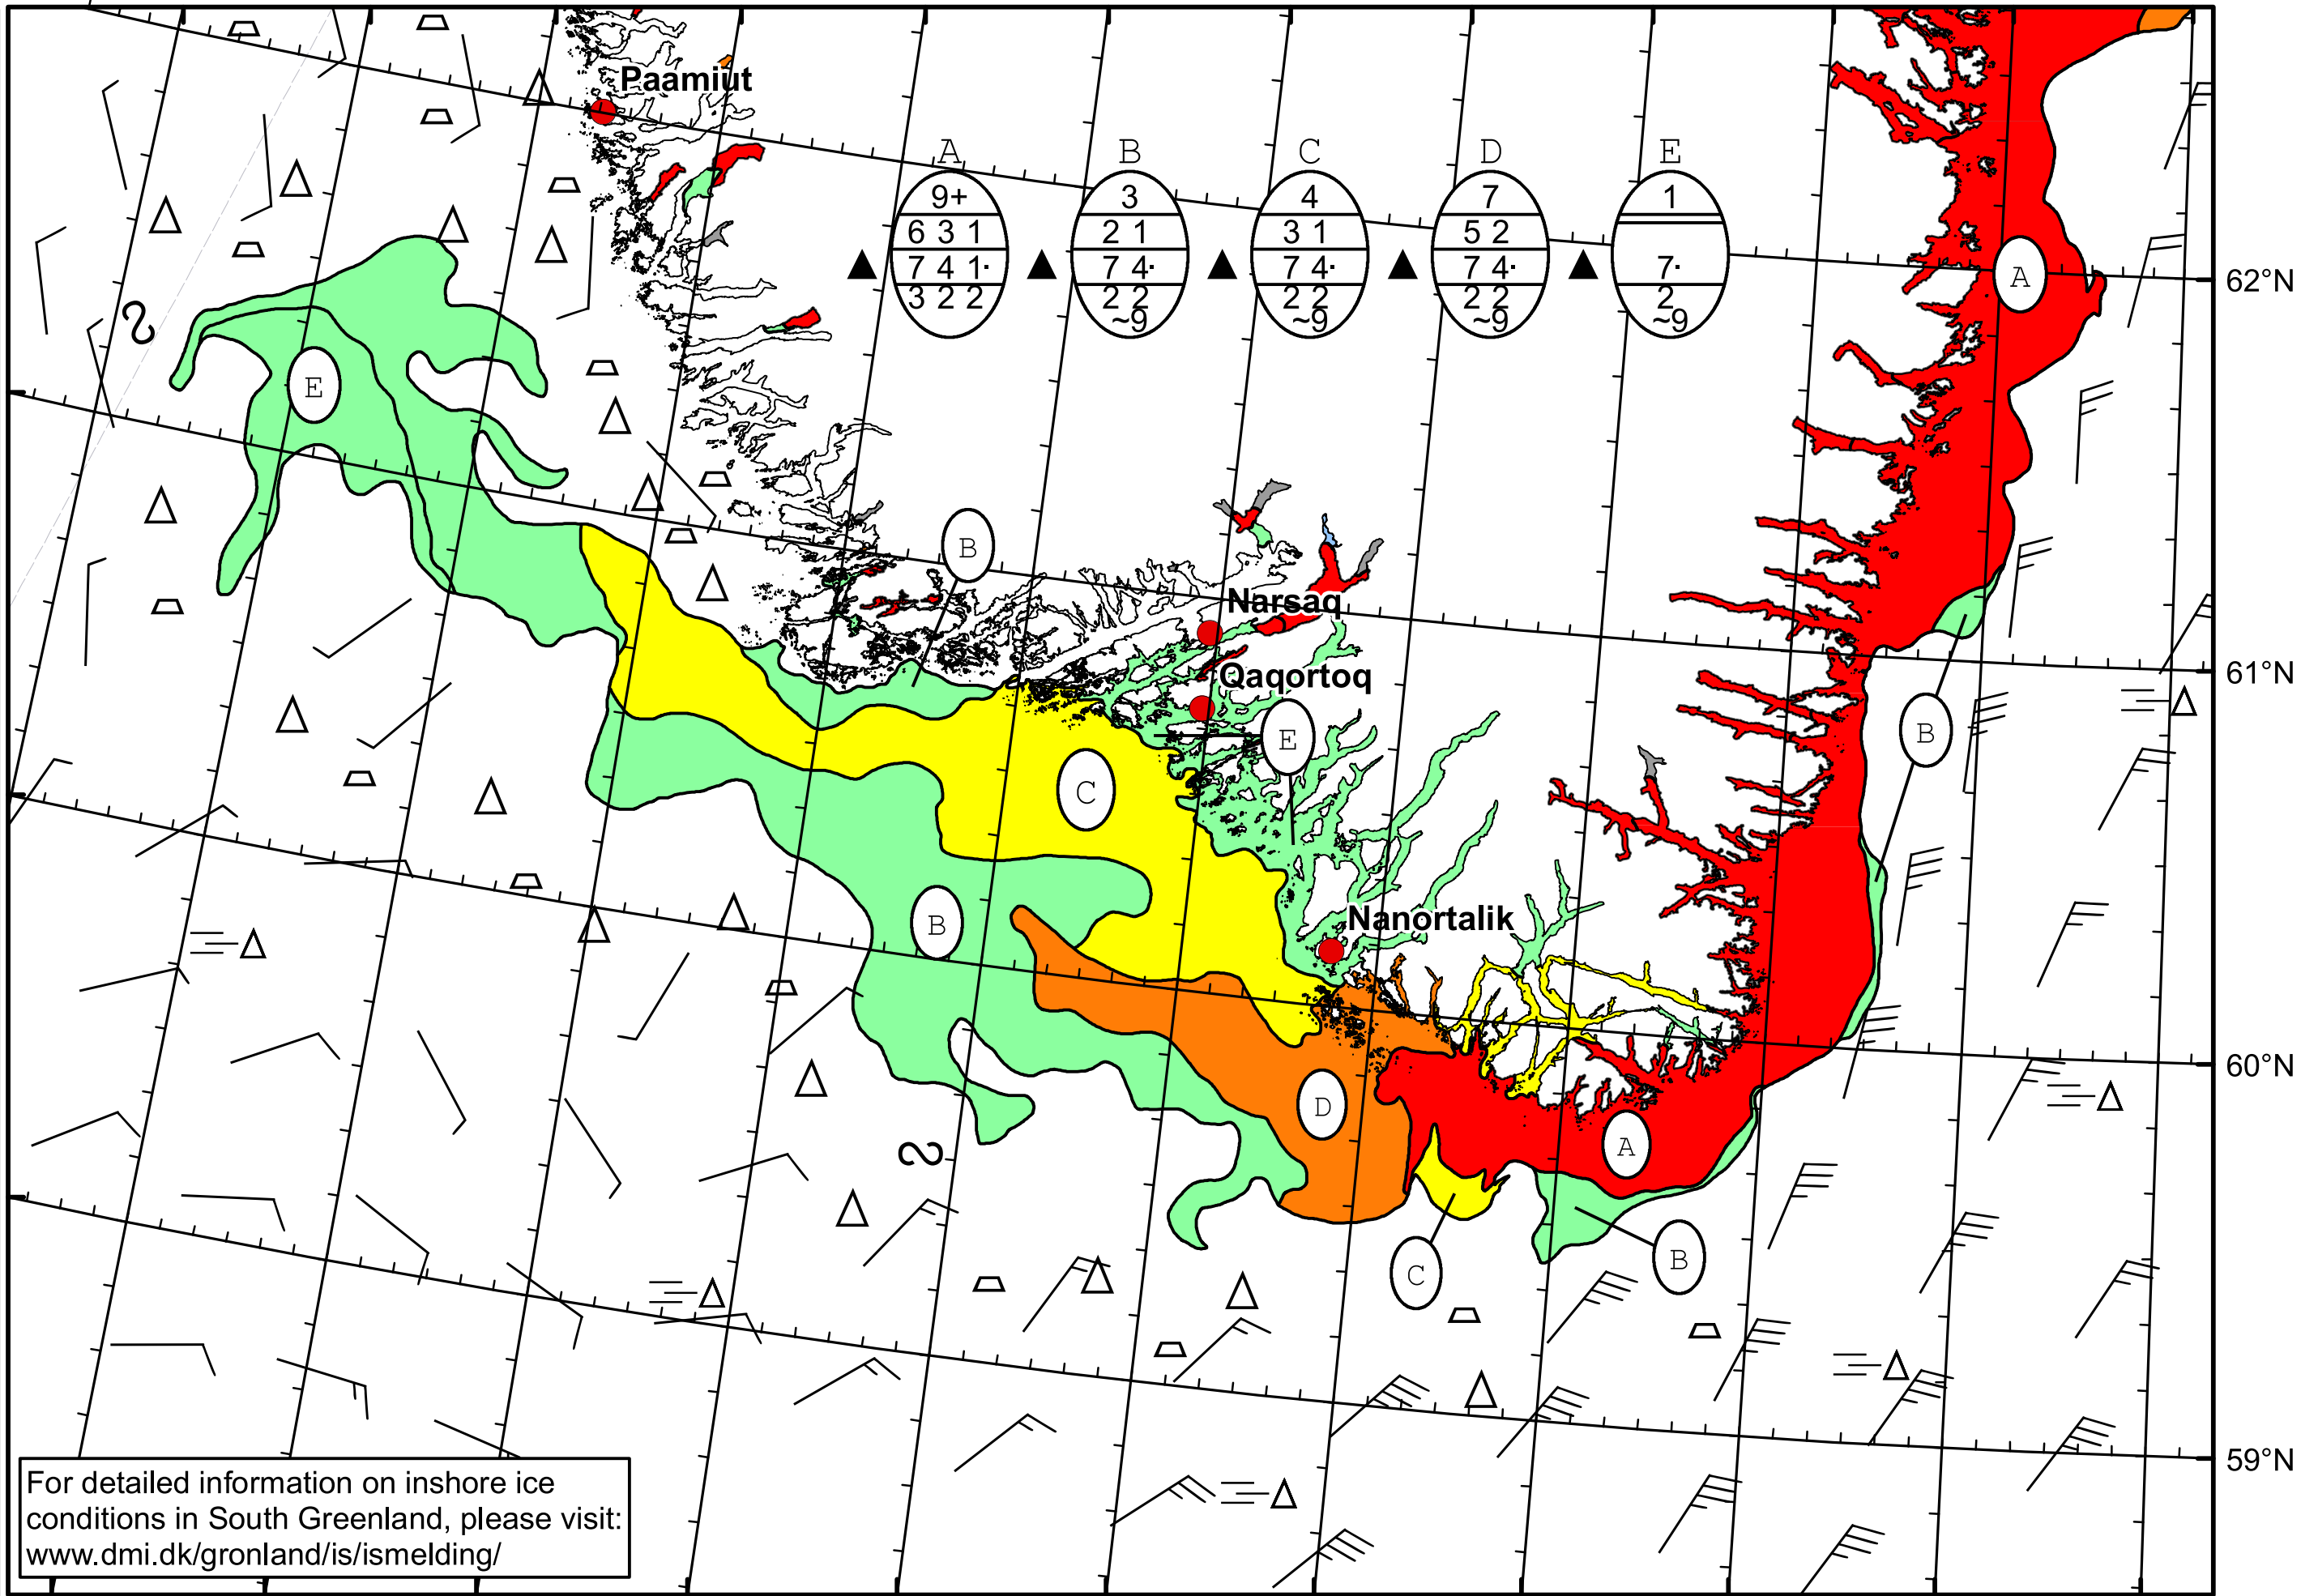 Paamiut
A B C D E
9+ 3 4 7 1
6 3 1 2 1 3 1 5 2
7 4 1· 7 4· 7 4· 7 4· 7·
3 2 2 2 2 2 2 2 2 2
~9 ~9 ~9 ~9
A
62°N
E
B
Narsaq
61°N
Qaqortoq
B
E
C
Nanortalik
B
60°N
D
A
B
C
59°N
For detailed information on inshore ice
conditions in South Greenland, please visit:
www.dmi.dk/gronland/is/ismelding/